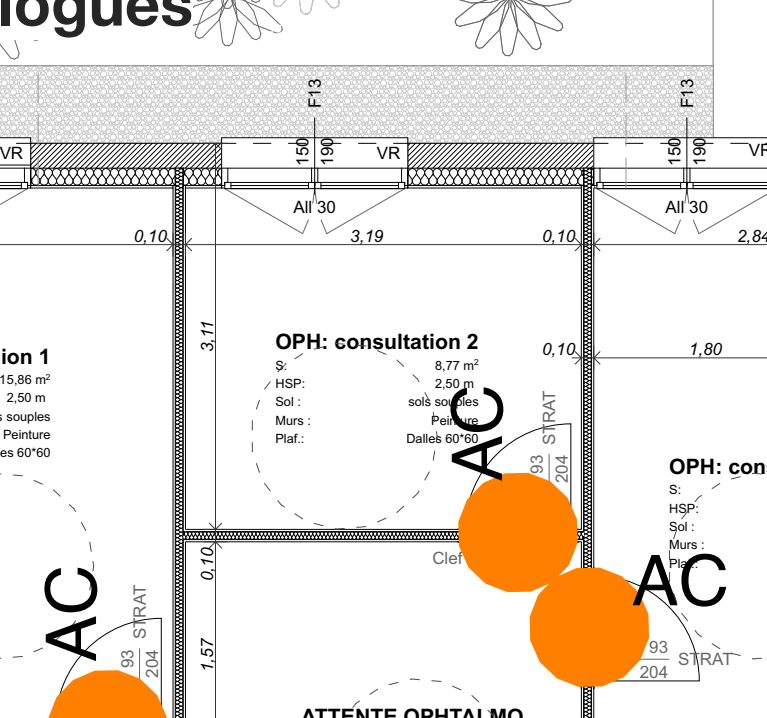 logues
F13
F13
VR
150
190
VR
150
190
VR
All 30
All 30
0,10
3,19
0,10
2,84
3,11
OPH: consultation 2
S: 8,77 m²
HSP: 2,50 m
Sol : sols souples
Murs : Peinture
Plaf.: Dalles 60*60
0,10
1,80
ion 1
15,86 m²
2,50 m
s souples
Peinture
es 60*60
AC
93
204
STRAT
OPH: con
S:
HSP:
Sol :
Murs :
Plaf.:
Clef
0,10
AC
AC
93
204
STRAT
93
204
STRAT
1,57
ATTENTE OPHTALMO